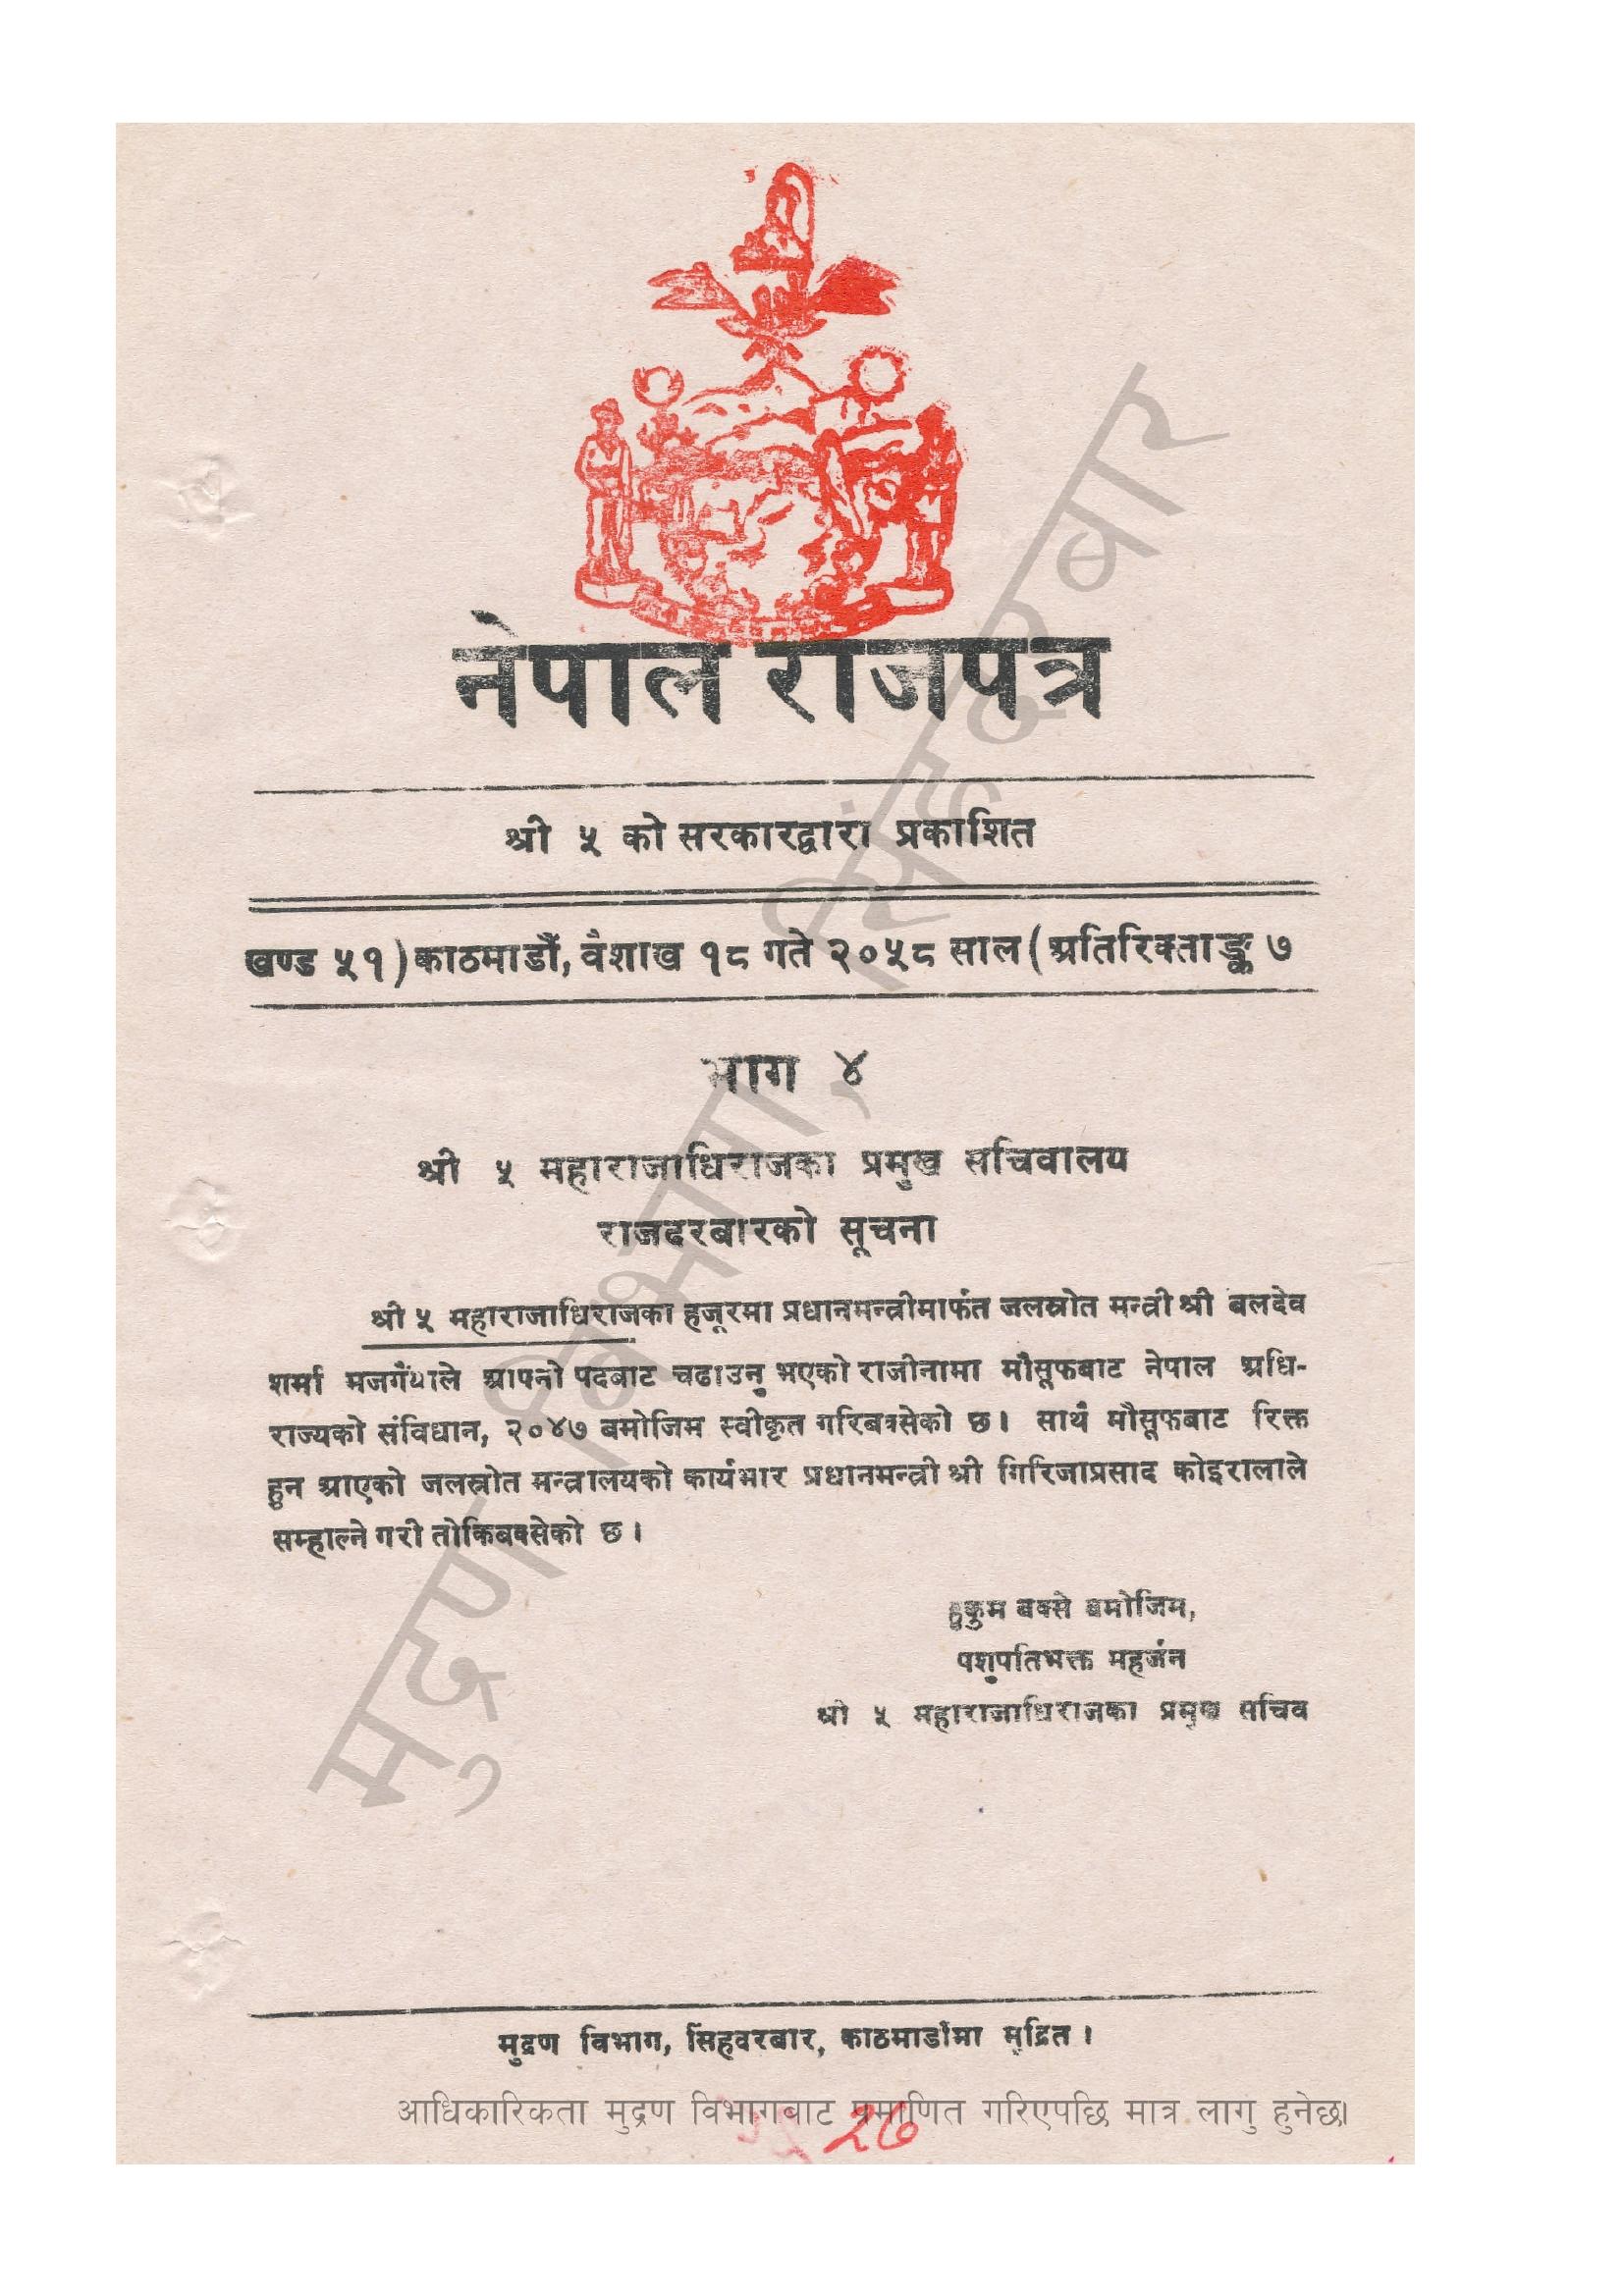 नेपाल राजपत्र
श्री ५ को सरकारद्वारा प्रकाशित
खण्ड ५१) काठमाडौं, वैशाख १८ गते २०५८ साल (अतिरिक्ताङ्क ७
भाग ४
श्री ५ महाराजाधिराजका प्रमुख सचिवालय
राजदरबारको सूचना
श्री ५ महाराजाधिराजका हजूरमा प्रधानमन्त्रीमार्फत जलस्रोत मन्त्री श्री बलदेव
शर्मा मजगैंयाले आफ्नो पदबाट चढाउनु भएको राजीनामा मौसूफबाट नेपाल अधि-
राज्यको संविधान, २०४७ बमोजिम स्वीकृत गरिबक्सेको छ। साथै मौसूफबाट रिक्त
हुन आएको जलस्रोत मन्त्रालयको कार्यभार प्रधानमन्त्री श्री गिरिजाप्रसाद कोइरालाले
सम्हाल्ने गरी तोकिबक्सेको छ।
हुकुम बक्से बमोजिम,
पशुपतिभक्त महर्जन
श्री ५ महाराजाधिराजका प्रमुख सचिव
मुद्रण विभाग, सिंहदरबार
मुद्रण विभाग, सिंहदरबार, काठमाडौंमा मुद्रित।
आधिकारिकता मुद्रण विभागबाट प्रमाणित गरिएपछि मात्र लागु हुनेछ।
२७